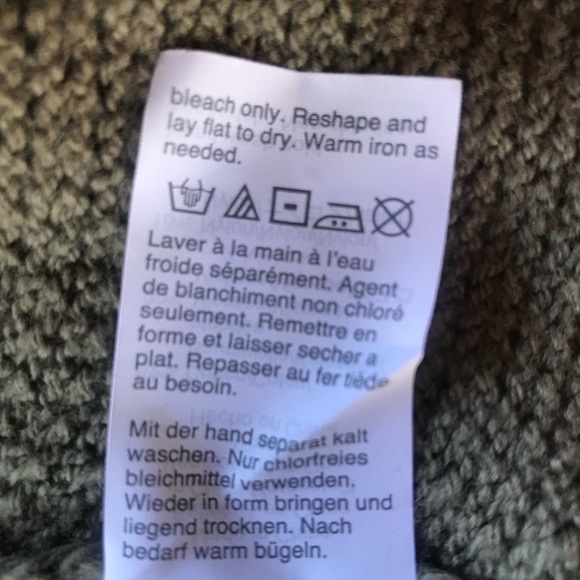 bleach only. Reshape and
lay flat to dry. Warm iron as
needed.
Laver à la main à l'eau
froide séparément. Agent
de blanchiment non chloré
seulement. Remettre en
forme et laisser secher a
plat. Repasser au fer tiède
au besoin.
Mit der hand separat kalt
waschen. Nur chlorfreies
bleichmittel verwenden.
Wieder in form bringen und
liegend trocknen. Nach
bedarf warm bügeln.